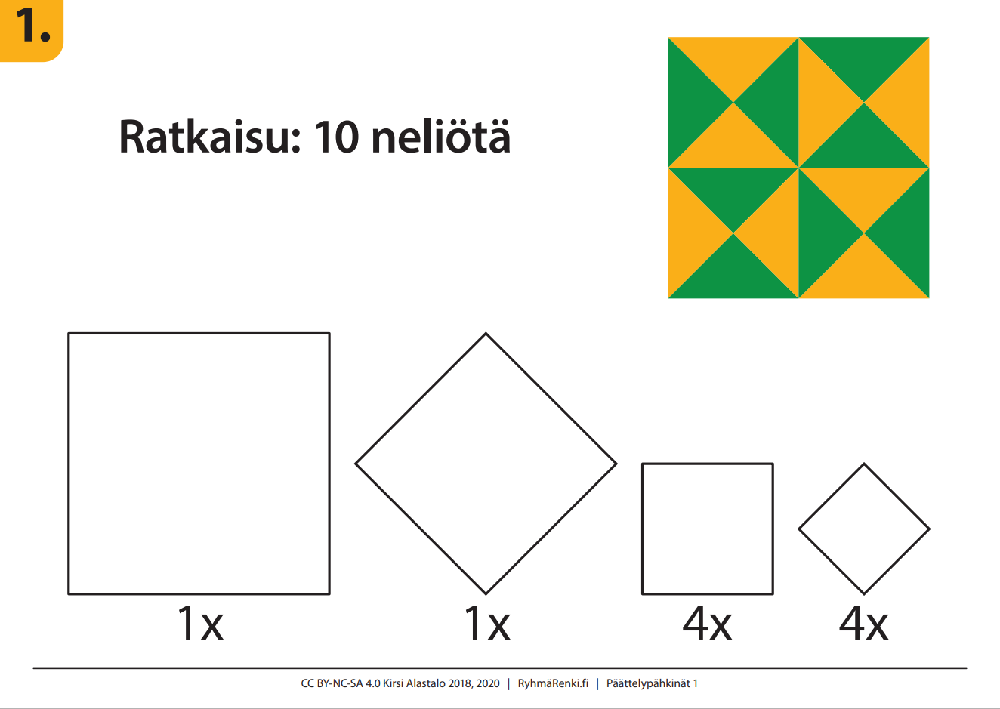 1.
Ratkaisu: 10 neliötä
1x 1x 4x 4x
CC BY-NC-SA 4.0 Kirsi Alastalo 2018, 2020 | RyhmäRenki.fi | Päättelypähkinät 1